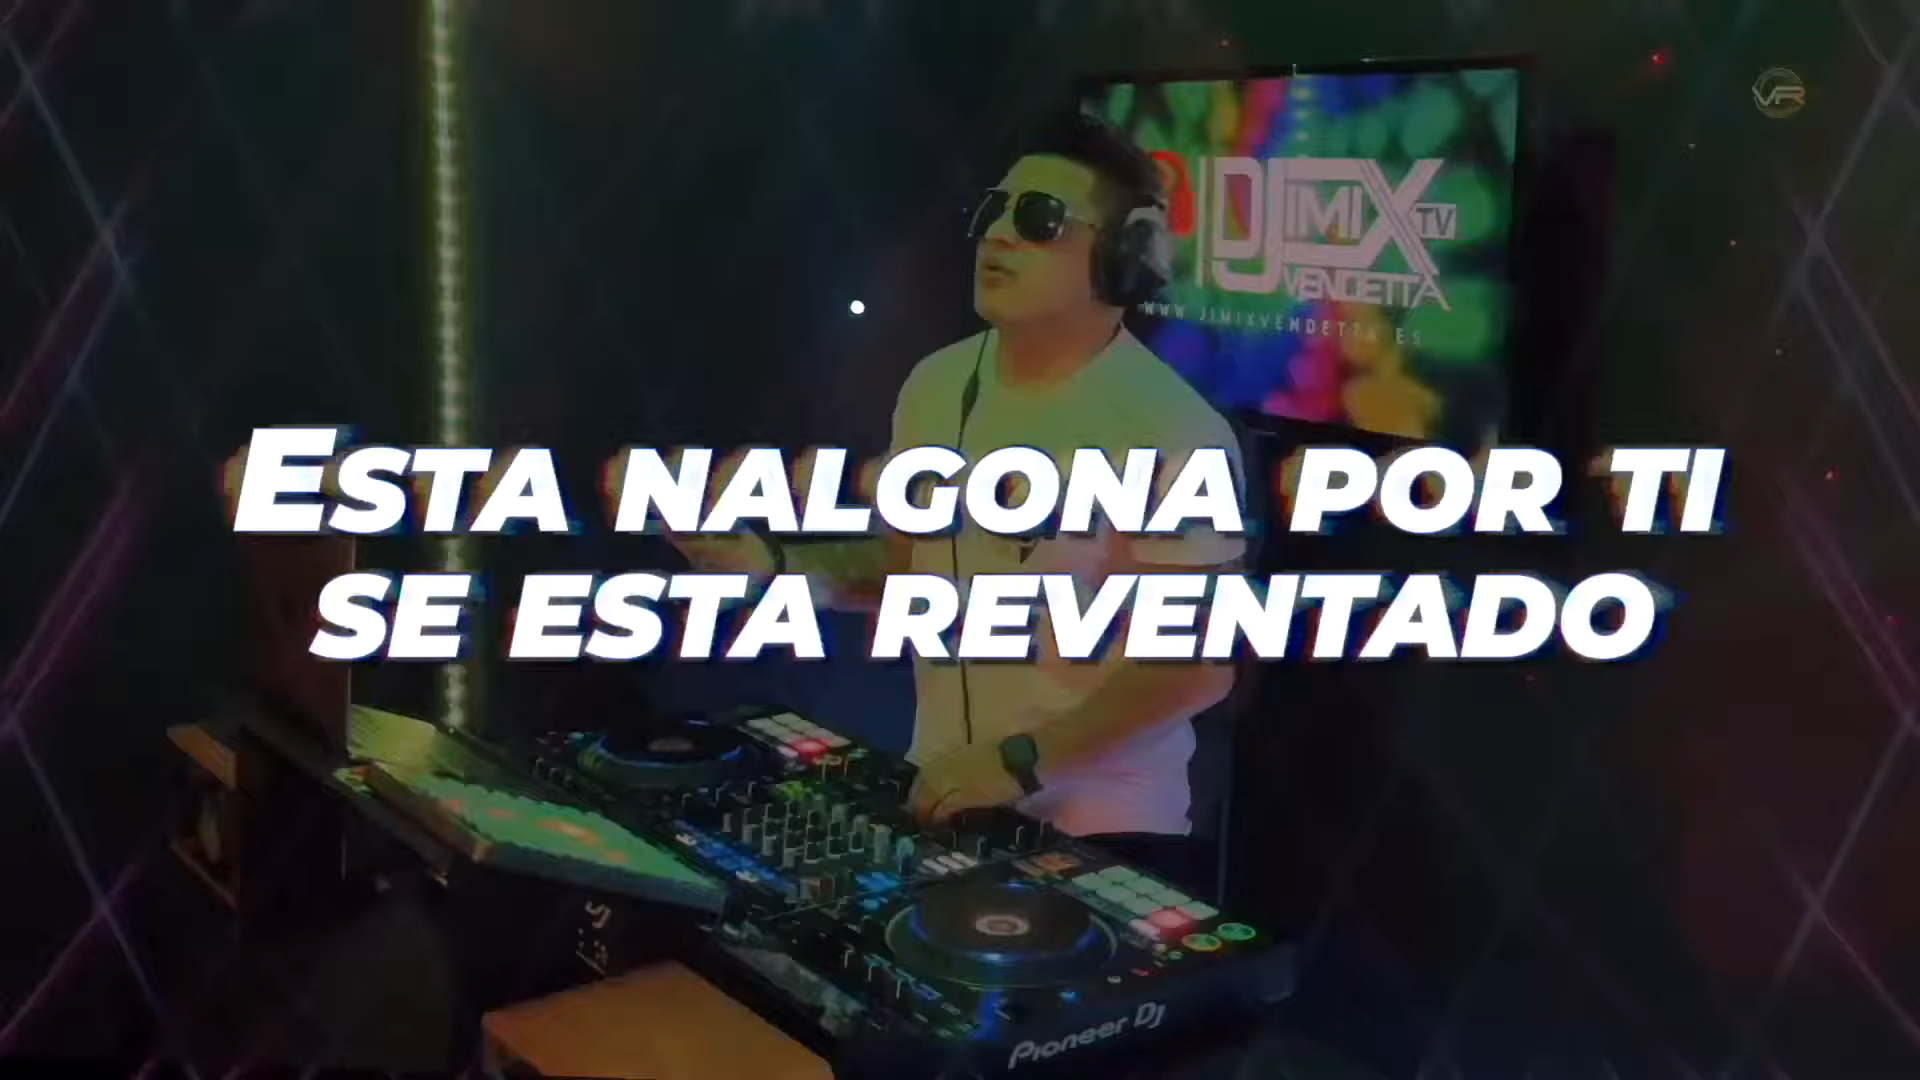 VR
DJ JIMIX TV
VENDETTA
WWW JIMIXVENDETTA ES
ESTA NALGONA POR TI
SE ESTA REVENTADO
Pioneer DJ